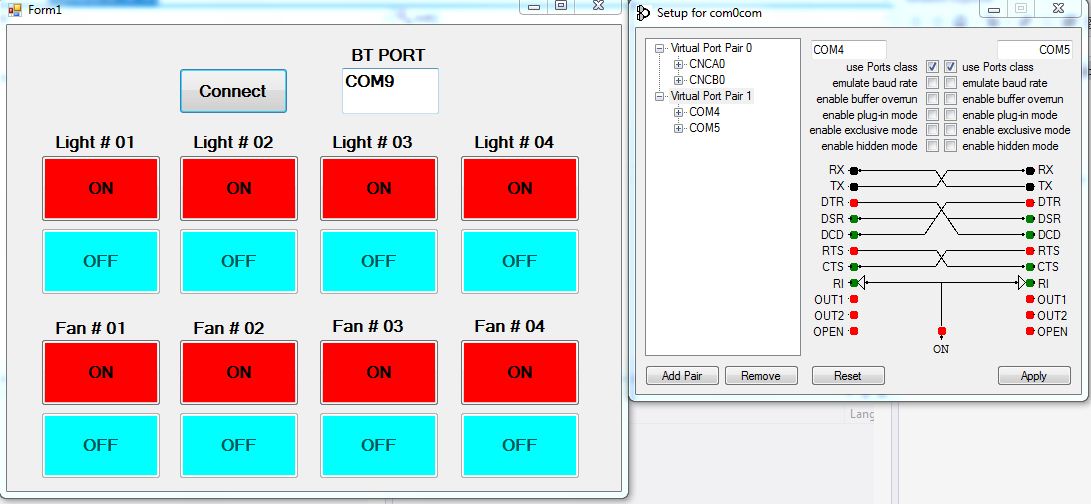 Form1
BT PORT
Connect
COM9
Light # 01 Light # 02 Light # 03 Light # 04
ON ON ON ON
OFF OFF OFF OFF
Fan # 01 Fan # 02 Fan # 03 Fan # 04
ON ON ON ON
OFF OFF OFF OFF
Setup for com0com
Virtual Port Pair 0
CNCA0
CNCB0
Virtual Port Pair 1
COM4
COM5
COM4 COM5
use Ports class use Ports class
emulate baud rate emulate baud rate
enable buffer overrun enable buffer overrun
enable plug-in mode enable plug-in mode
enable exclusive mode enable exclusive mode
enable hidden mode enable hidden mode
RX RX
TX TX
DTR DTR
DSR DSR
DCD DCD
RTS RTS
CTS CTS
RI RI
OUT1 OUT1
OUT2 OUT2
OPEN OPEN
ON
Add Pair Remove Reset Apply
Lang